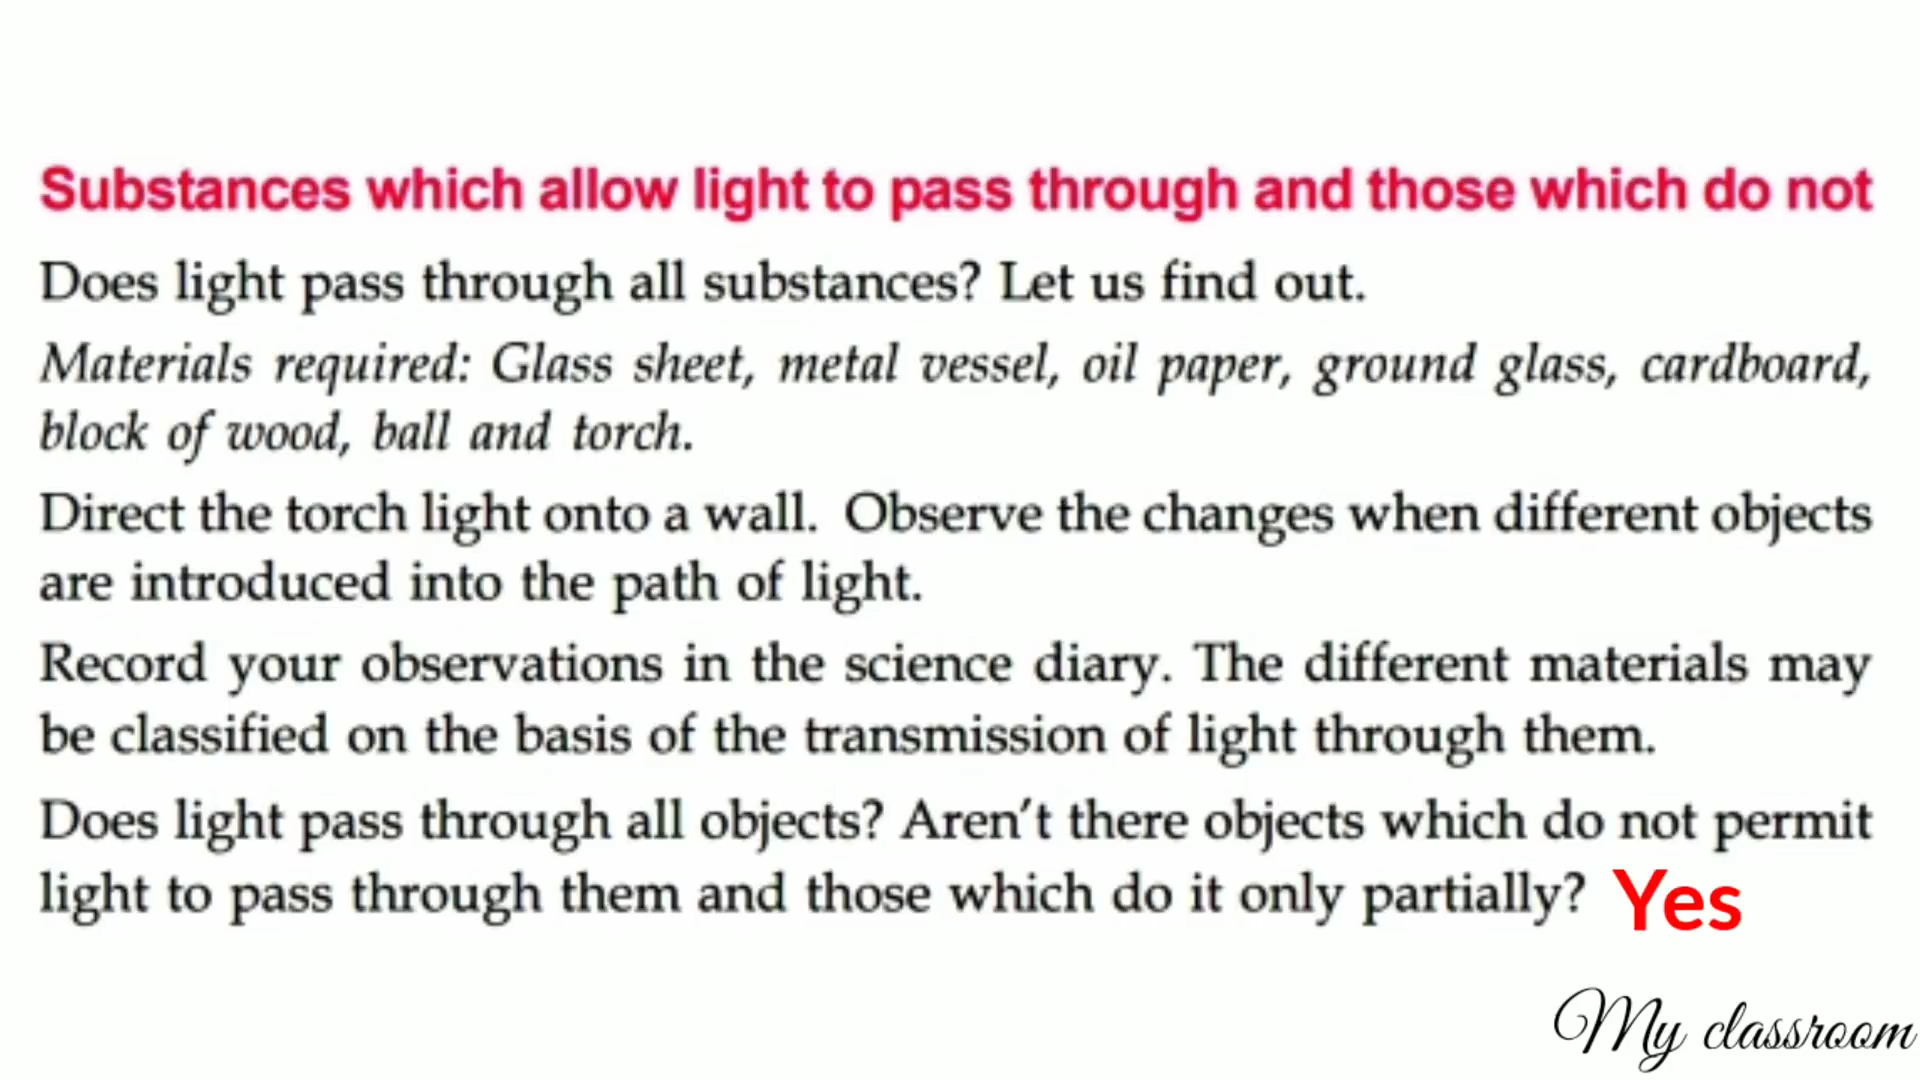 Substances which allow light to pass through and those which do not
Does light pass through all substances? Let us find out.
Materials required: Glass sheet, metal vessel, oil paper, ground glass, cardboard,
block of wood, ball and torch.
Direct the torch light onto a wall. Observe the changes when different objects
are introduced into the path of light.
Record your observations in the science diary. The different materials may
be classified on the basis of the transmission of light through them.
Does light pass through all objects? Aren't there objects which do not permit
light to pass through them and those which do it only partially? Yes
My classroom